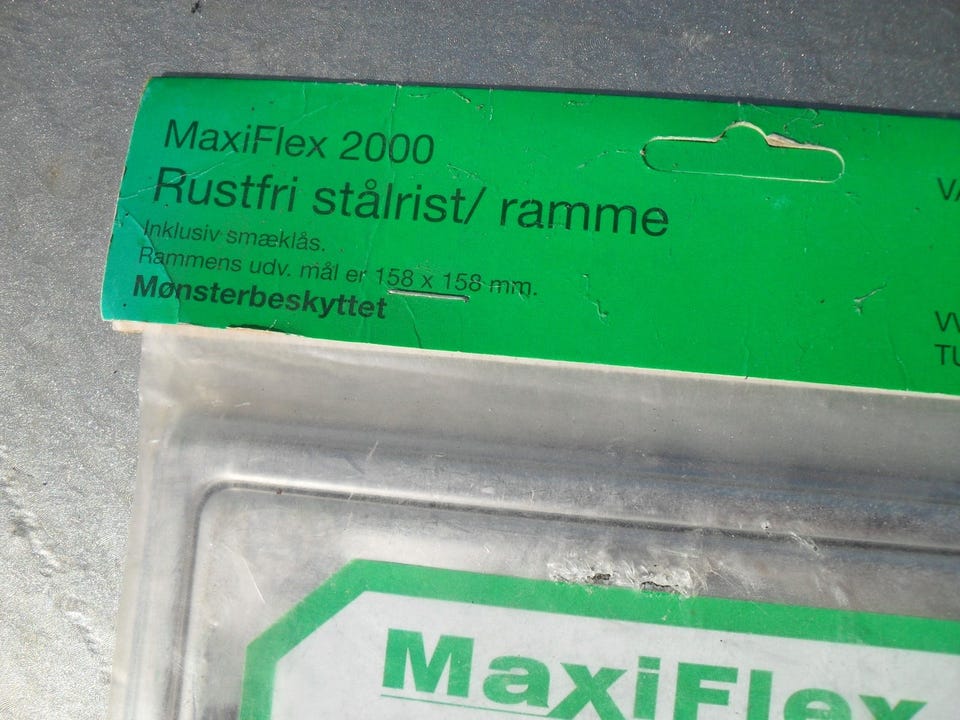 MaxiFlex 2000
Rustfri stålrist/ ramme
Inklusiv smæklås.
Rammens udv. mål er 158 x 158 mm.
Mønsterbeskyttet
MaxiFlex